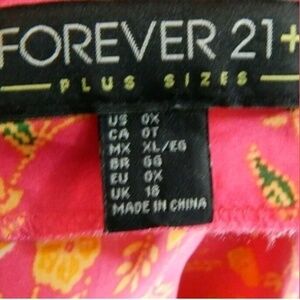 FOREVER 21+
PLUS SIZES
US 0X
CA 0T
MX XL/EG
BR GG
EU 0X
UK 18
MADE IN CHINA